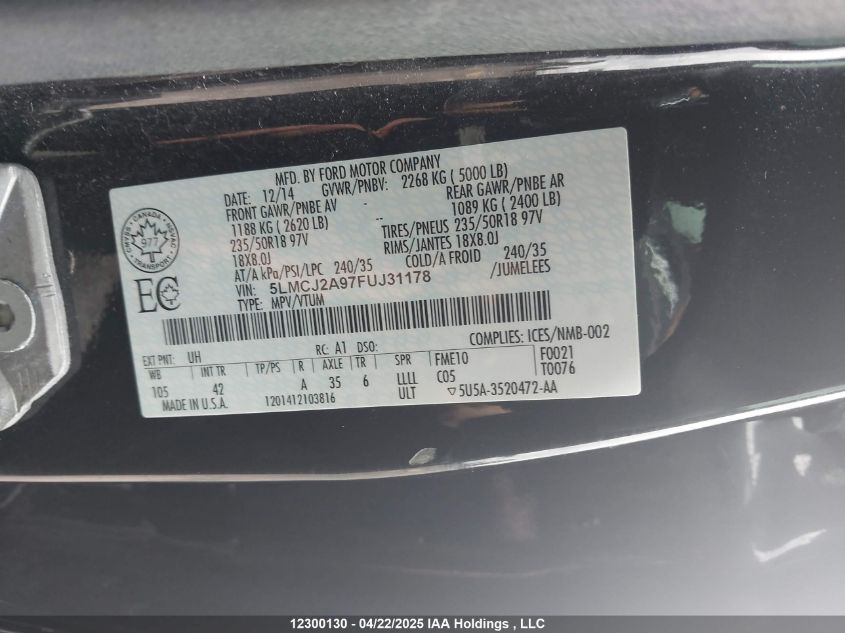 MFD. BY FORD MOTOR COMPANY
DATE: 12/14 GVWR/PNBV: 2268 KG ( 5000 LB)
FRONT GAWR/PNBE AV -- REAR GAWR/PNBE AR
1188 KG ( 2620 LB) 1089 KG ( 2400 LB)
235/50R18 97V TIRES/PNEUS 235/50R18 97V
18X8.0J RIMS/JANTES 18X8.0J
AT/A kPa/PSI/LPC 240/35 COLD/A FROID 240/35
VIN: 5LMCJ2A97FUJ31178 /JUMELEES
TYPE: MPV/VTUM
CANADA
977
TRANSPORT
EC
COMPLIES: ICES/NMB-002
EXT PNT: UH RC: A1 DSO:
WB INT TR TP/PS R AXLE TR SPR FME10 F0021
105 42 A 35 6 LLLL C05 T0076
MADE IN U.S.A. 1201412103816 ULT ▽5U5A-3520472-AA
12300130 - 04/22/2025 IAA Holdings , LLC